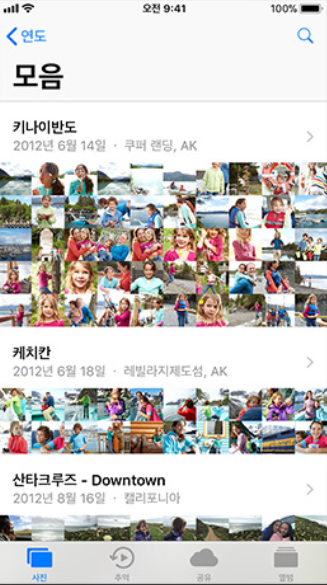 오전 9:41
100%
연도
모음
키나이반도
2012년 6월 14일 · 쿠퍼 랜딩, AK
케치칸
2012년 6월 18일 · 레빌라지제도섬, AK
산타크루즈 - Downtown
2012년 8월 16일 · 캘리포니아
사진 추억 공유 앨범